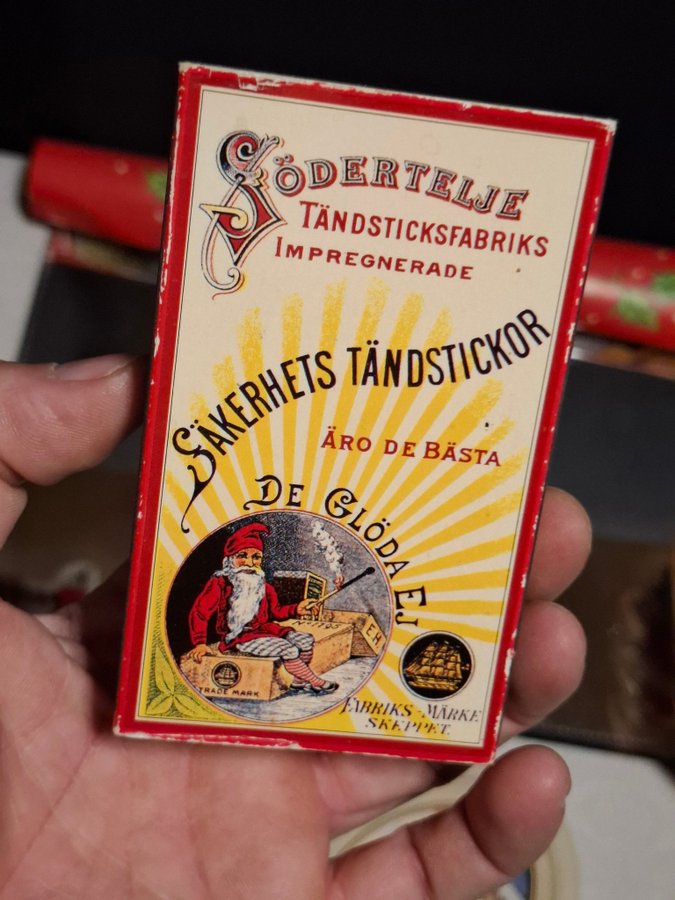 SÖDERTELJE
TÄNDSTICKSFABRIKS
IMPREGNERADE
SÄKERHETS TÄNDSTICKOR
ÄRO DE BÄSTA
DE GLÖDA EJ
E.H
TRADE MARK
FABRIKS-MÄRKE
SKEPPET.